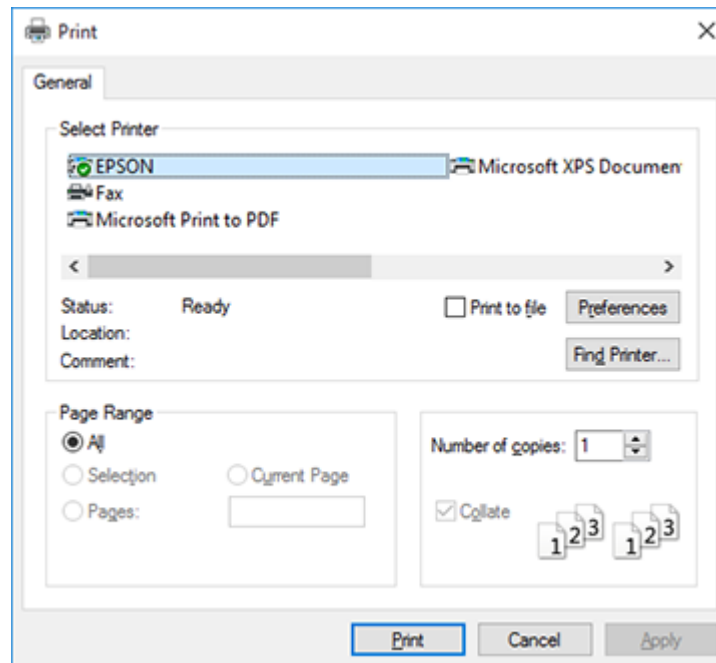 Print
General
Select Printer
EPSON Microsoft XPS Documen
Fax
Microsoft Print to PDF
Status: Ready Print to file Preferences
Location:
Comment: Find Printer...
Page Range
All Number of copies: 1
Selection Current Page
Pages: Collate 1 2 3 1 2 3
Print Cancel Apply